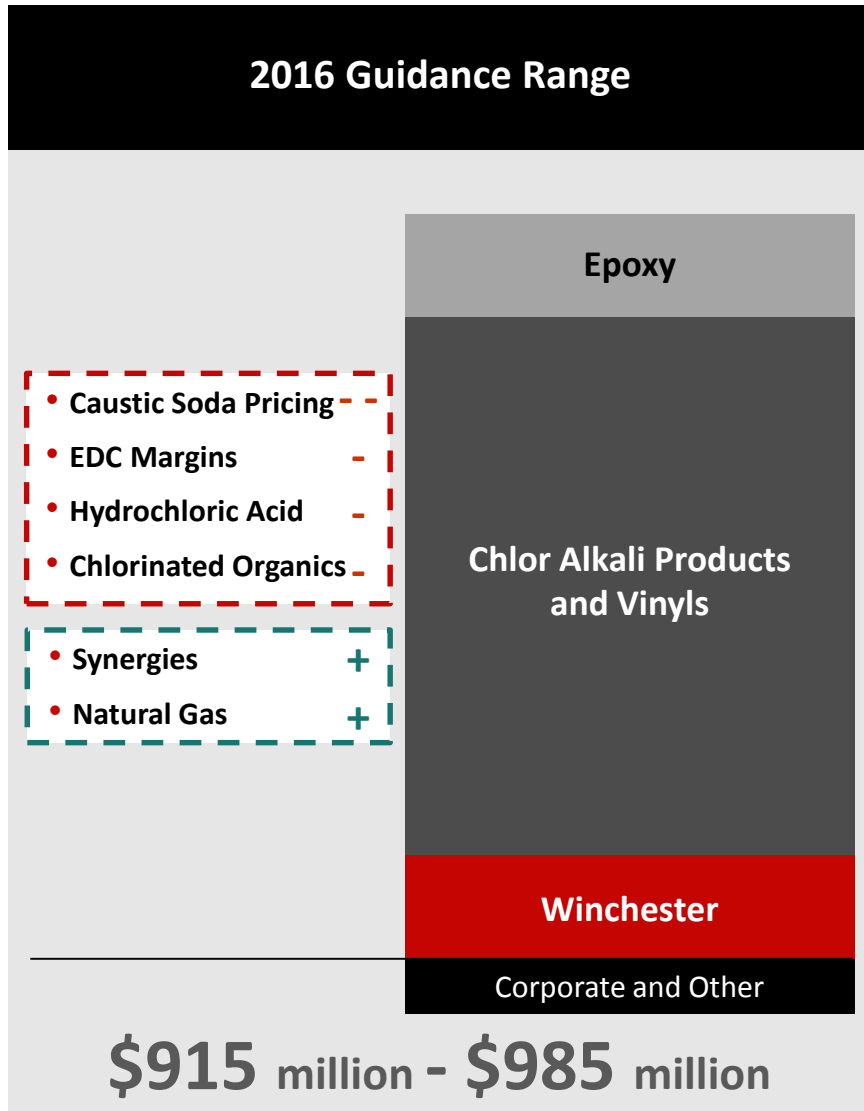 2016 Guidance Range
Epoxy
• Caustic Soda Pricing - -
• EDC Margins -
• Hydrochloric Acid -
• Chlorinated Organics -
Chlor Alkali Products
and Vinyls
• Synergies +
• Natural Gas +
Winchester
Corporate and Other
$915 million - $985 million